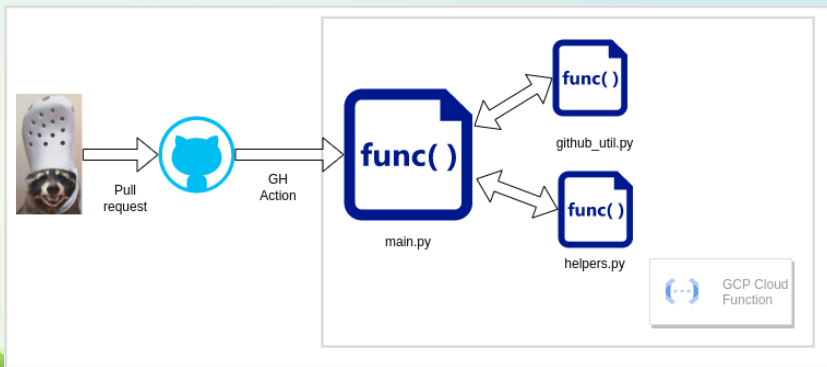 Pull
request
GH
Action
func( )
main.py
func( )
github_util.py
func( )
helpers.py
GCP Cloud
Function